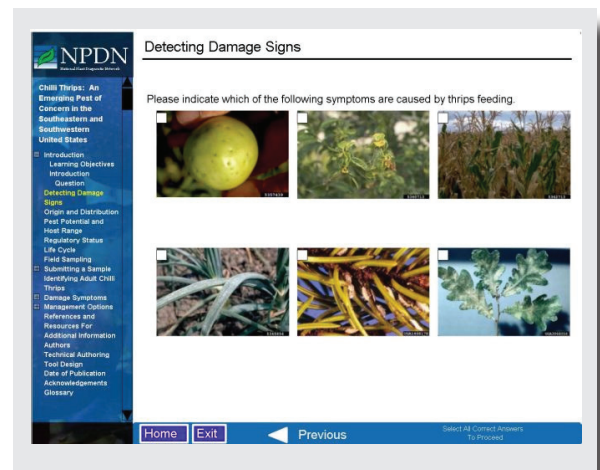 NPDN
National Plant Diagnostic Network
Detecting Damage Signs
Chilli Thrips: An
Emerging Pest of
Concern in the
Southeastern and
Southwestern
United States
Introduction
Learning Objectives
Introduction
Question
Detecting Damage
Signs
Origin and Distribution
Pest Potential and
Host Range
Regulatory Status
Life Cycle
Field Sampling
Submitting a Sample
Identifying Adult Chilli
Thrips
Damage Symptoms
Management Options
References and
Resources For
Additional Information
Authors
Technical Authoring
Tool Design
Date of Publication
Acknowledgements
Glossary
Please indicate which of the following symptoms are caused by thrips feeding.
Home Exit Previous
Select All Correct Answers
To Proceed